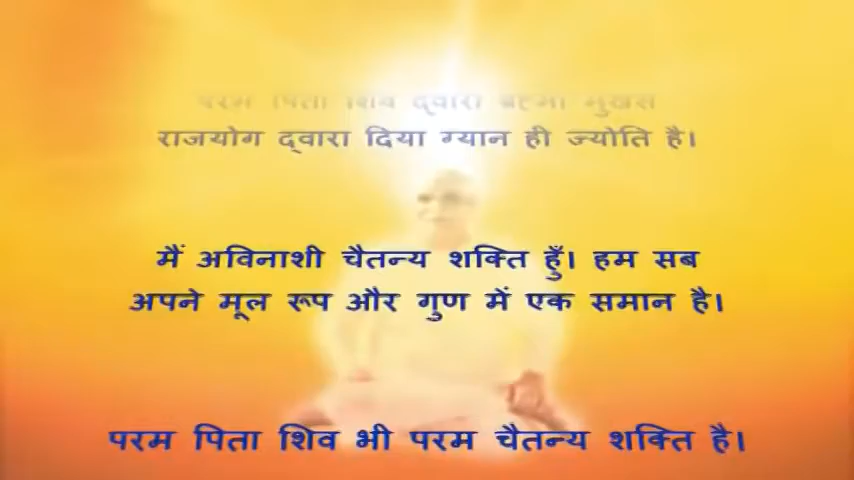 परम पिता शिव द्वारा ब्रह्मा मुखसे
राजयोग द्वारा दिया ग्यान ही ज्योति है।
मैं अविनाशी चैतन्य शक्ति हुँ। हम सब
अपने मूल रूप और गुण में एक समान है।
परम पिता शिव भी परम चैतन्य शक्ति है।